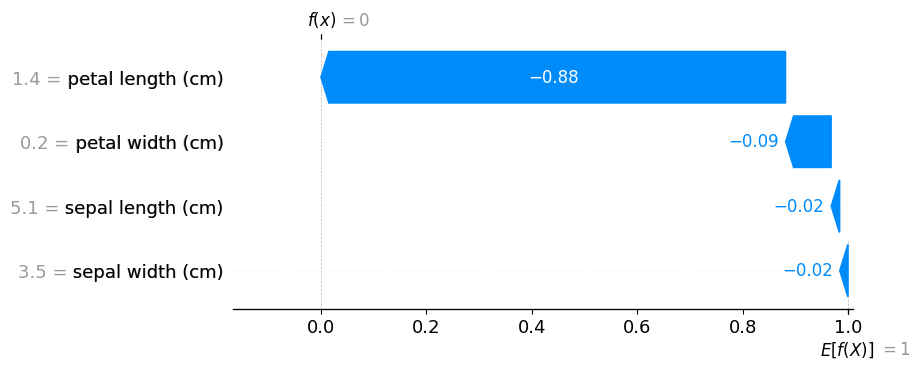 f(x) = 0
1.4 = petal length (cm)
−0.88
0.2 = petal width (cm)
−0.09
5.1 = sepal length (cm)
−0.02
3.5 = sepal width (cm)
−0.02
0.0 0.2 0.4 0.6 0.8 1.0
E[f(X)] = 1